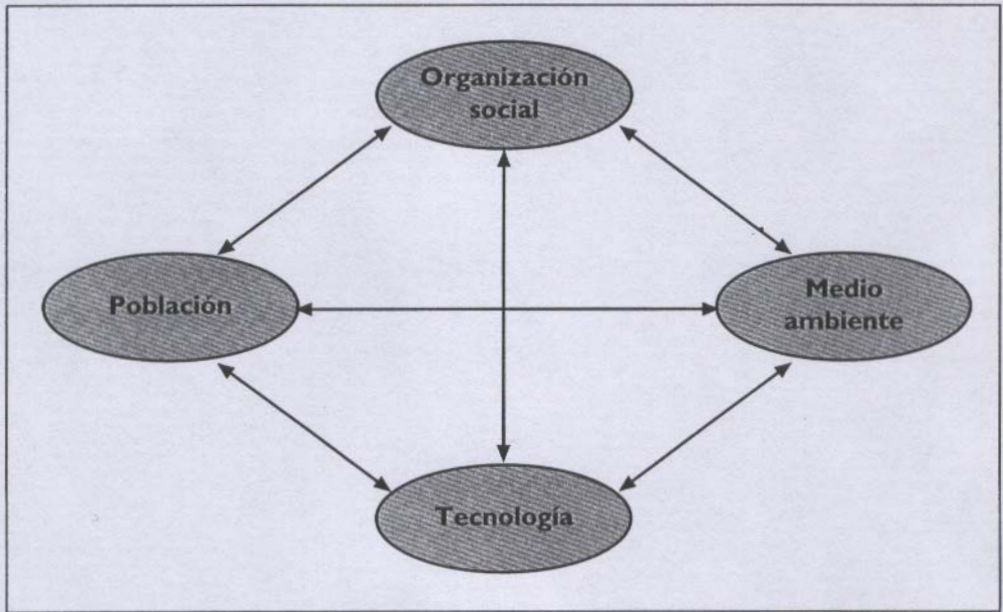 Organización
social
Población
Medio
ambiente
Tecnología